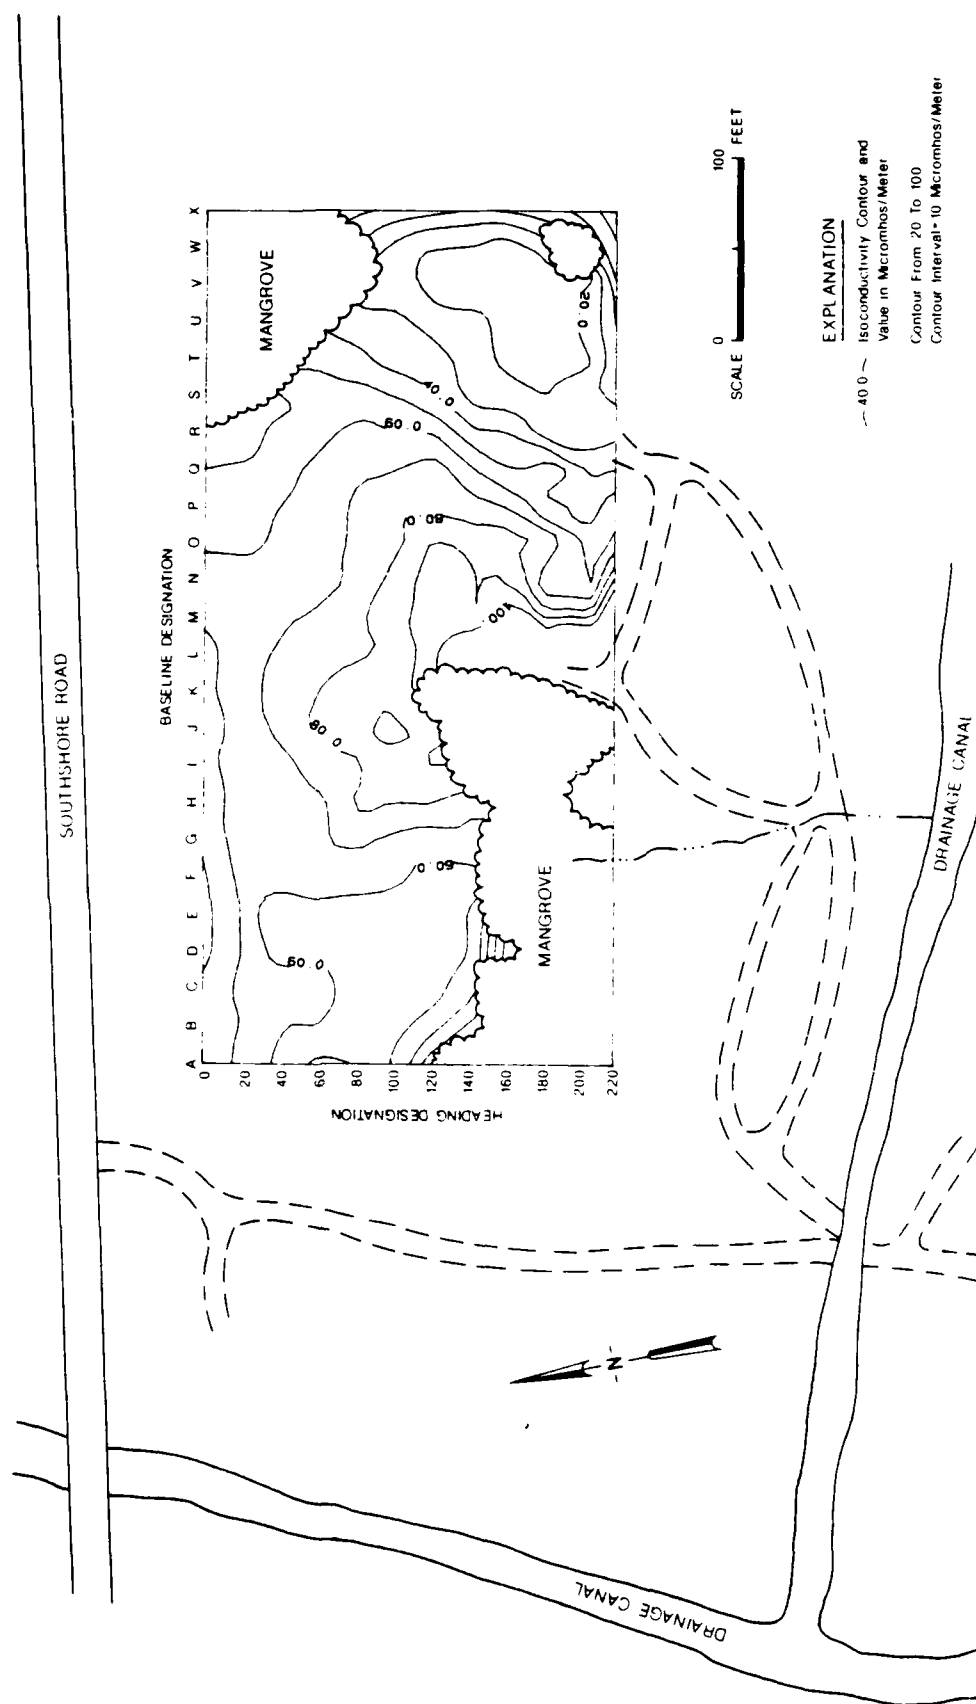 SOUTHSHORE ROAD
BASELINE DESIGNATION
A B C D E F G H I J K L M N O P Q R S T U V W X
HEADING DESIGNATION
0
20
40
60
80
100
120
140
160
180
200
220
MANGROVE
MANGROVE
60.0
60.0
80.0
80.0
100
60.0
40.0
20.0
N
DRAINAGE CANAL
DRAINAGE CANAL
SCALE 0 100 FEET
EXPLANATION
40 0 Isoconductivity Contour and
Value in Micromhos/Meter
Contour From 20 To 100
Contour Interval=10 Micromhos/Meter